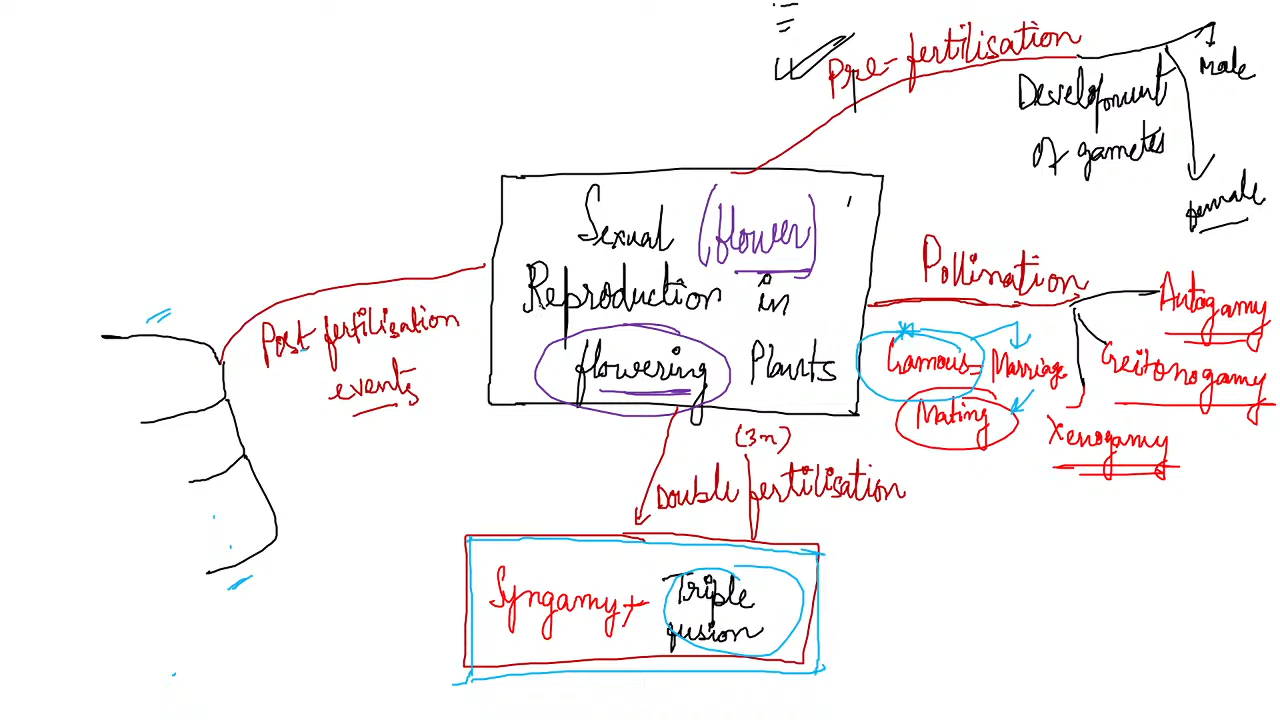 Pre-fertilisation
Male
Development
of gametes
female
Sexual (flower)
Reproduction in
flowering Plants
Pollination
Autogamy
Geitonogamy
Xenogamy
Gamous = Marriage
Mating
Post fertilisation
events
(3n)
Double fertilisation
Syngamy + Triple
fusion